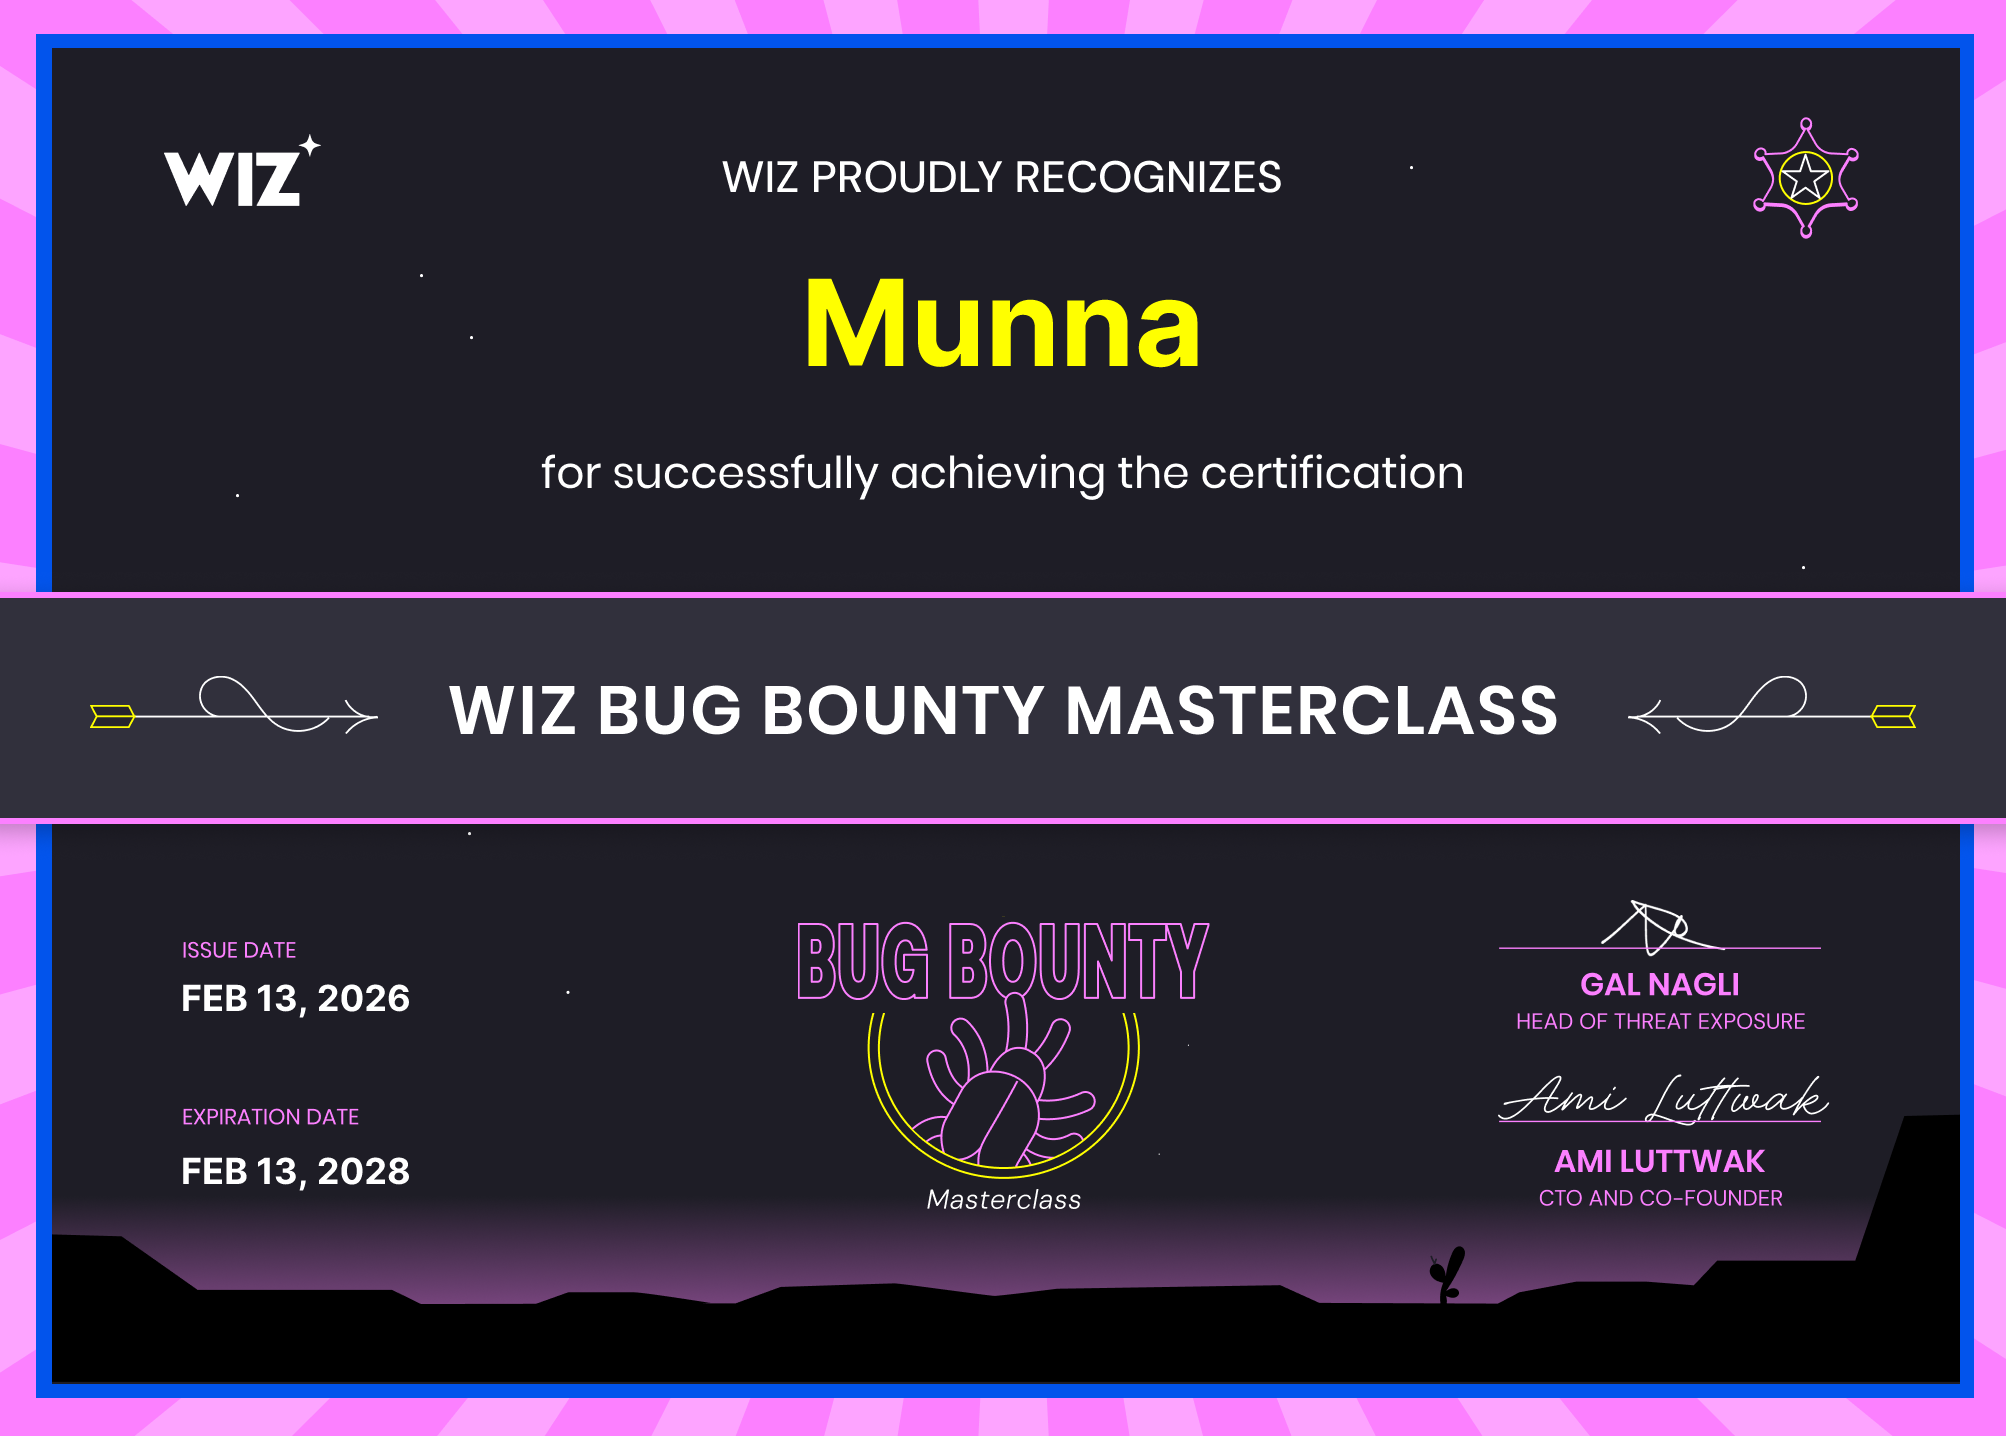 WIZ
WIZ PROUDLY RECOGNIZES
Munna
for successfully achieving the certification
WIZ BUG BOUNTY MASTERCLASS
ISSUE DATE
FEB 13, 2026
EXPIRATION DATE
FEB 13, 2028
BUG BOUNTY
Masterclass
GAL NAGLI
HEAD OF THREAT EXPOSURE
Ami Luttwak
AMI LUTTWAK
CTO AND CO-FOUNDER